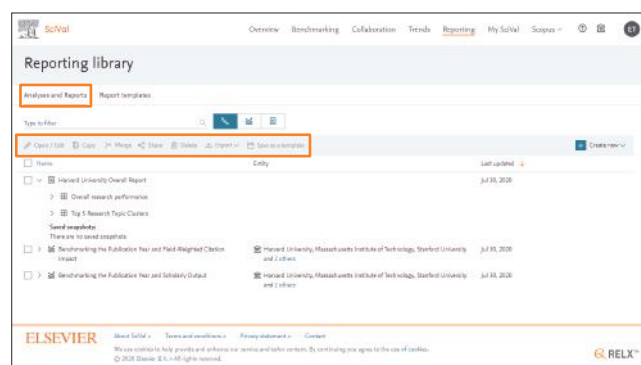 SciVal
Overview Benchmarking Collaboration Trends Reporting My SciVal Scopus
ET
Reporting library
Analyses and Reports Report templates
Type to filter
Open / Edit Copy Merge Share Delete Export Save as a template
Create new
Name Entity Last updated
Harvard University Overall Report Jul 30, 2020
Overall research performance
Top 5 Research Topic Clusters
Saved snapshots:
There are no saved snapshots
Benchmarking the Publication Year and Field-Weighted Citation Harvard University, Massachusetts Institute of Technology, Stanford University Jul 30, 2020
Impact and 2 others
Benchmarking the Publication Year and Scholarly Output Harvard University, Massachusetts Institute of Technology, Stanford University Jul 30, 2020
and 2 others
ELSEVIER About SciVal Terms and conditions Privacy statement Contact
We use cookies to help provide and enhance our service and tailor content. By continuing you agree to the use of cookies.
© 2020 Elsevier B.V. All rights reserved.
RELX™